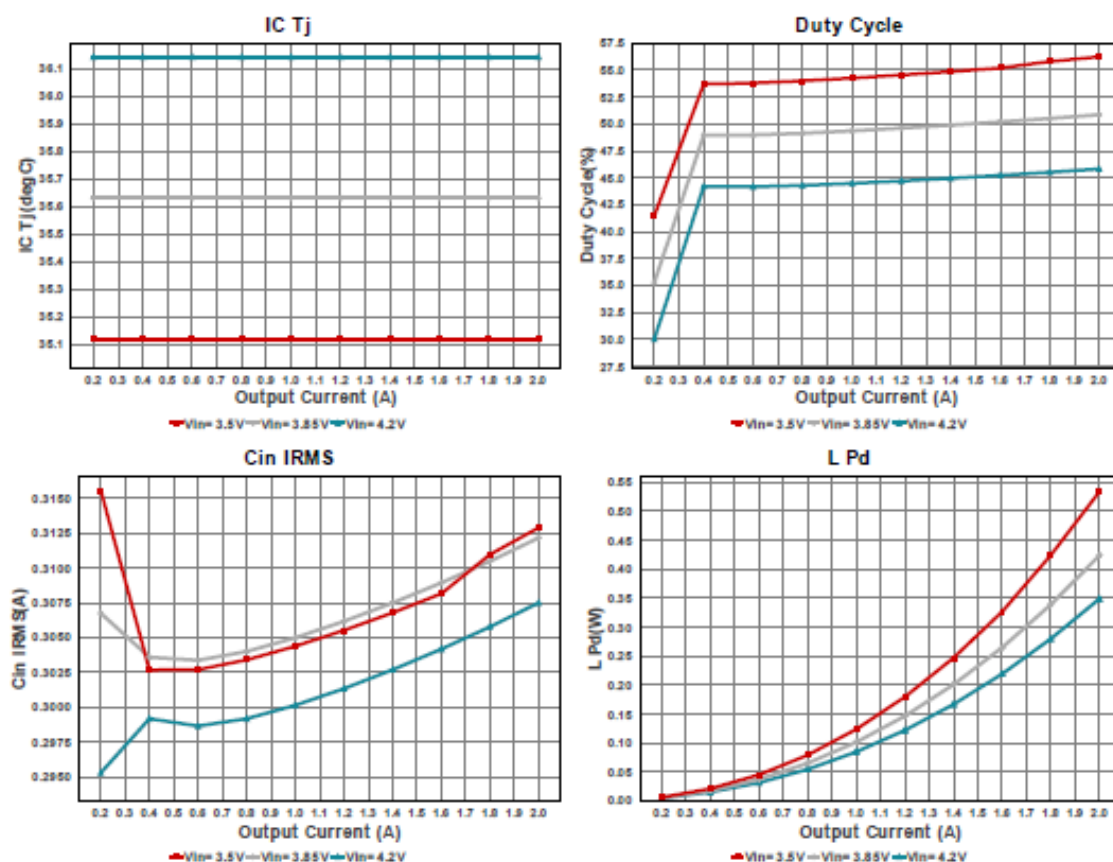 IC Tj
IC Tj(degC)
36.1
36.0
35.9
35.8
35.7
35.6
35.5
35.4
35.3
35.2
35.1
0.2 0.3 0.4 0.5 0.6 0.7 0.8 0.9 1.0 1.1 1.2 1.3 1.4 1.5 1.6 1.7 1.8 1.9 2.0
Output Current (A)
Vin= 3.5V Vin= 3.85V Vin= 4.2V
Duty Cycle
Duty Cycle(%)
57.5
55.0
52.5
50.0
47.5
45.0
42.5
40.0
37.5
35.0
32.5
30.0
27.5
0.2 0.3 0.4 0.5 0.6 0.7 0.8 0.9 1.0 1.1 1.2 1.3 1.4 1.5 1.6 1.7 1.8 1.9 2.0
Output Current (A)
Vin= 3.5V Vin= 3.85V Vin= 4.2V
Cin IRMS
Cin IRMS(A)
0.3150
0.3125
0.3100
0.3075
0.3050
0.3025
0.3000
0.2975
0.2950
0.2 0.3 0.4 0.5 0.6 0.7 0.8 0.9 1.0 1.1 1.2 1.3 1.4 1.5 1.6 1.7 1.8 1.9 2.0
Output Current (A)
Vin= 3.5V Vin= 3.85V Vin= 4.2V
L Pd
L Pd(W)
0.55
0.50
0.45
0.40
0.35
0.30
0.25
0.20
0.15
0.10
0.05
0.00
0.2 0.3 0.4 0.5 0.6 0.7 0.8 0.9 1.0 1.1 1.2 1.3 1.4 1.5 1.6 1.7 1.8 1.9 2.0
Output Current (A)
Vin= 3.5V Vin= 3.85V Vin= 4.2V